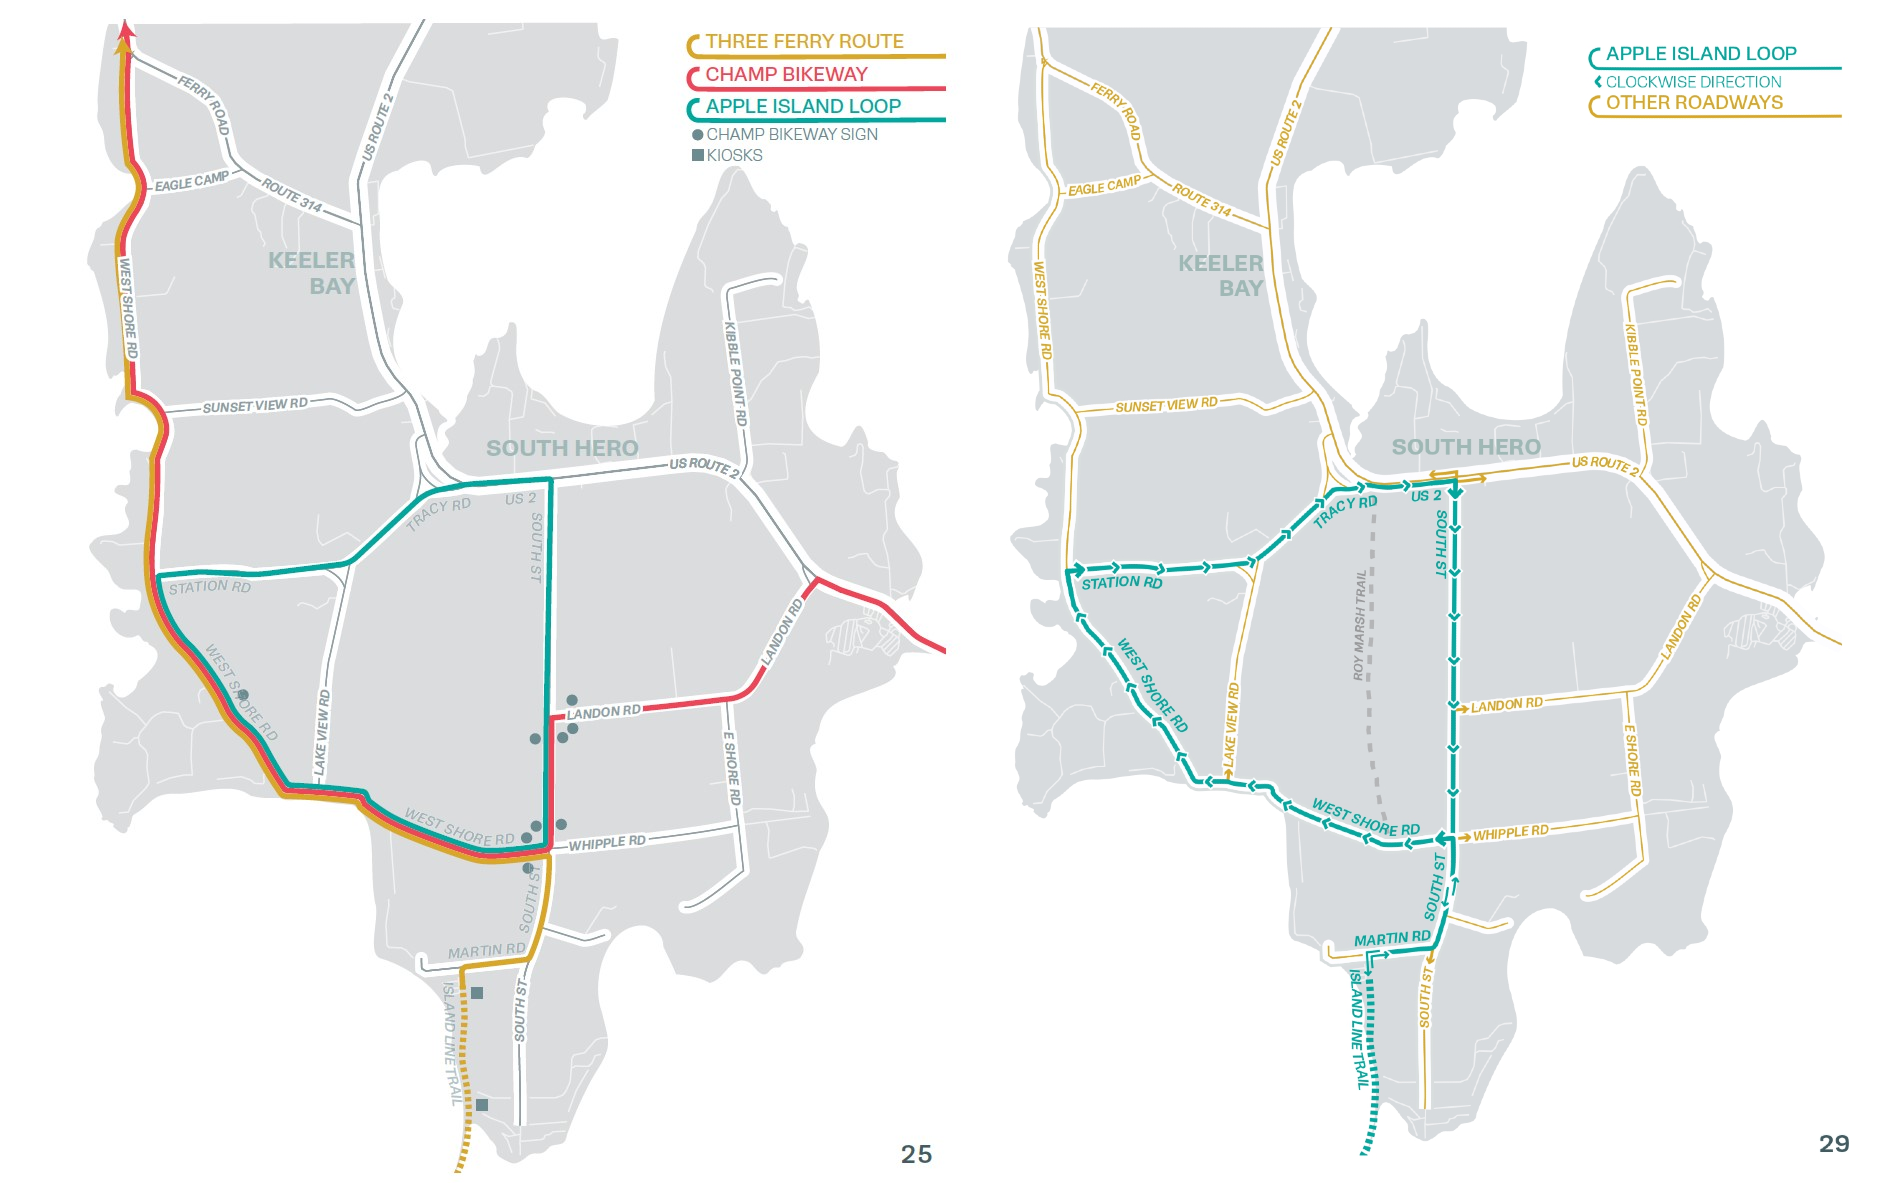 THREE FERRY ROUTE
CHAMP BIKEWAY
APPLE ISLAND LOOP
CHAMP BIKEWAY SIGN
KIOSKS
FERRY ROAD
US ROUTE 2
EAGLE CAMP
ROUTE 314
KEELER
BAY
WEST SHORE RD
KIBBLE POINT RD
SUNSET VIEW RD
SOUTH HERO
US ROUTE 2
TRACY RD
US 2
SOUTH ST
STATION RD
LANDON RD
WEST SHORE RD
LAKE VIEW RD
LANDON RD
E SHORE RD
WEST SHORE RD
WHIPPLE RD
SOUTH ST
MARTIN RD
ISLAND LINE TRAIL
SOUTH ST
25
APPLE ISLAND LOOP
CLOCKWISE DIRECTION
OTHER ROADWAYS
FERRY ROAD
US ROUTE 2
EAGLE CAMP
ROUTE 314
KEELER
BAY
WEST SHORE RD
KIBBLE POINT RD
SUNSET VIEW RD
SOUTH HERO
US ROUTE 2
TRACY RD
US 2
SOUTH ST
STATION RD
ROY MARSH TRAIL
LANDON RD
WEST SHORE RD
LAKE VIEW RD
LANDON RD
E SHORE RD
WEST SHORE RD
WHIPPLE RD
SOUTH ST
MARTIN RD
ISLAND LINE TRAIL
SOUTH ST
29